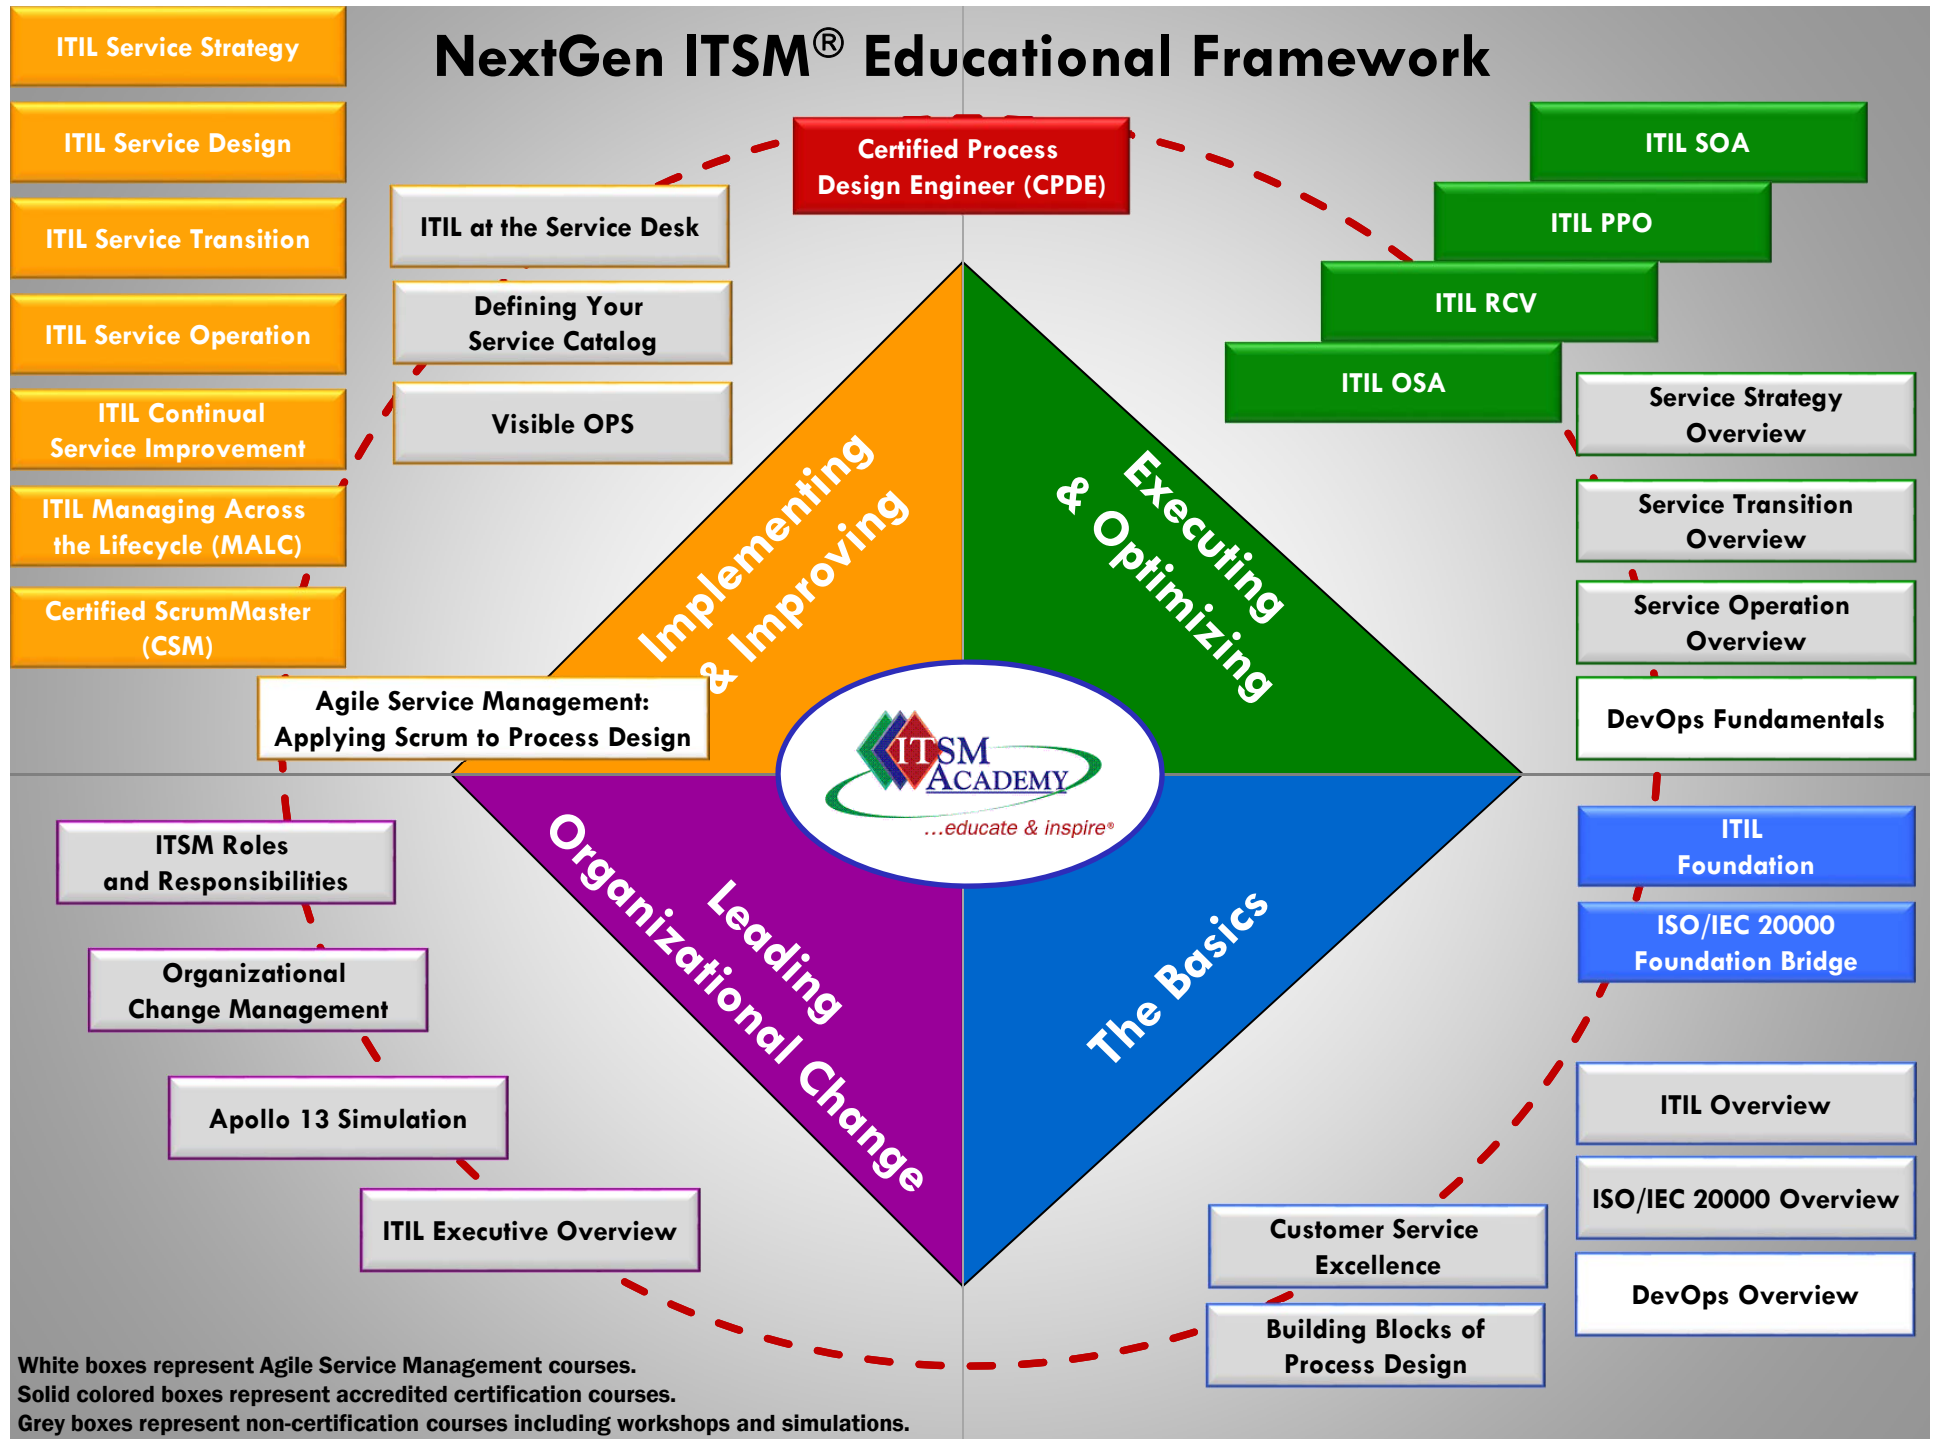 NextGen ITSM® Educational Framework
ITIL Service Strategy
ITIL Service Design
ITIL Service Transition
ITIL Service Operation
ITIL Continual
Service Improvement
ITIL Managing Across
the Lifecycle (MALC)
Certified ScrumMaster
(CSM)
ITIL at the Service Desk
Defining Your
Service Catalog
Visible OPS
Agile Service Management:
Applying Scrum to Process Design
Certified Process
Design Engineer (CPDE)
ITIL SOA
ITIL PPO
ITIL RCV
ITIL OSA
Service Strategy
Overview
Service Transition
Overview
Service Operation
Overview
DevOps Fundamentals
Implementing
& Improving
Executing
& Optimizing
ITSM
ACADEMY
...educate & inspire®
Leading
Organizational Change
The Basics
ITSM Roles
and Responsibilities
Organizational
Change Management
Apollo 13 Simulation
ITIL Executive Overview
ITIL
Foundation
ISO/IEC 20000
Foundation Bridge
ITIL Overview
ISO/IEC 20000 Overview
DevOps Overview
Customer Service
Excellence
Building Blocks of
Process Design
White boxes represent Agile Service Management courses.
Solid colored boxes represent accredited certification courses.
Grey boxes represent non-certification courses including workshops and simulations.